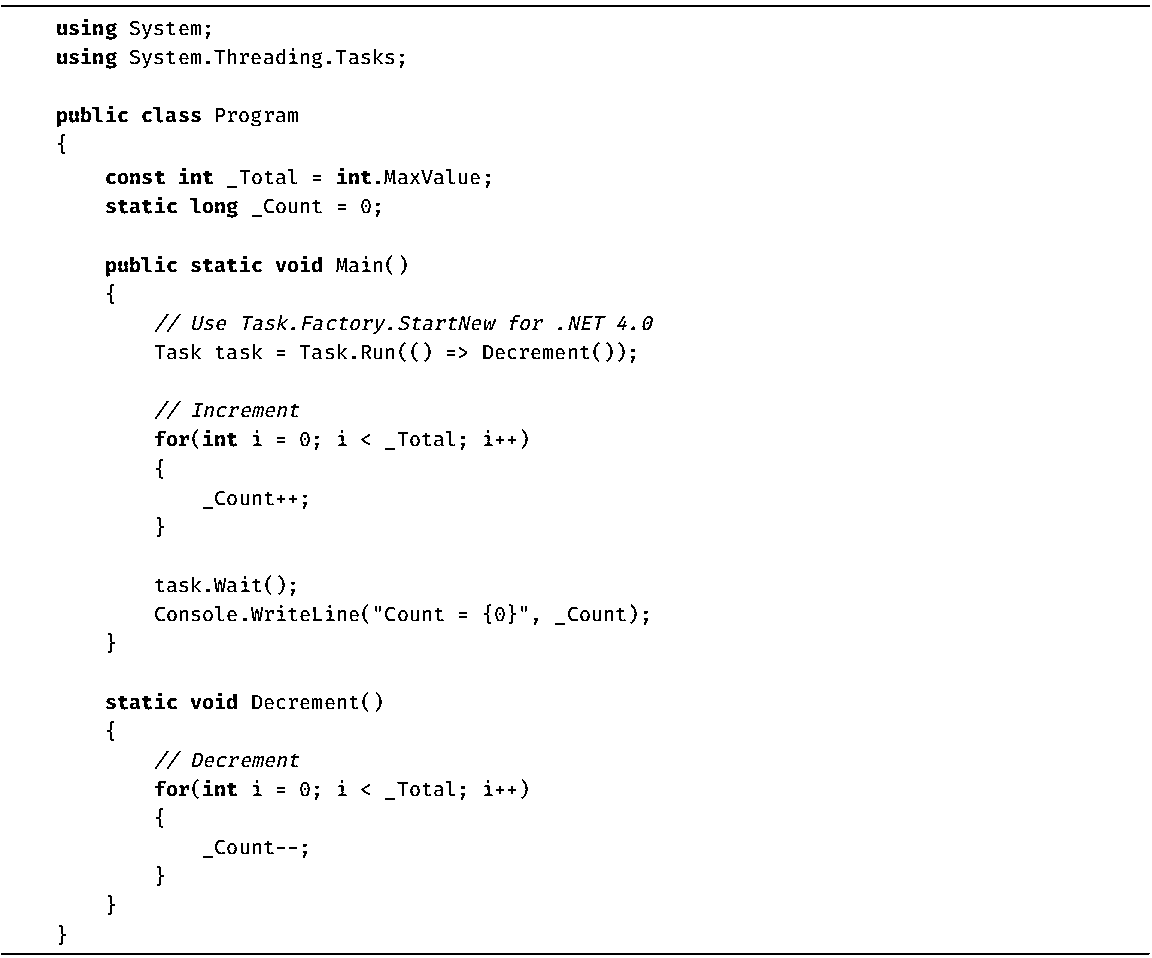 using System;
using System.Threading.Tasks;

public class Program
{
    const int _Total = int.MaxValue;
    static long _Count = 0;

    public static void Main()
    {
        // Use Task.Factory.StartNew for .NET 4.0
        Task task = Task.Run(() => Decrement());

        // Increment
        for(int i = 0; i < _Total; i++)
        {
            _Count++;
        }

        task.Wait();
        Console.WriteLine("Count = {0}", _Count);
    }

    static void Decrement()
    {
        // Decrement
        for(int i = 0; i < _Total; i++)
        {
            _Count--;
        }
    }
}